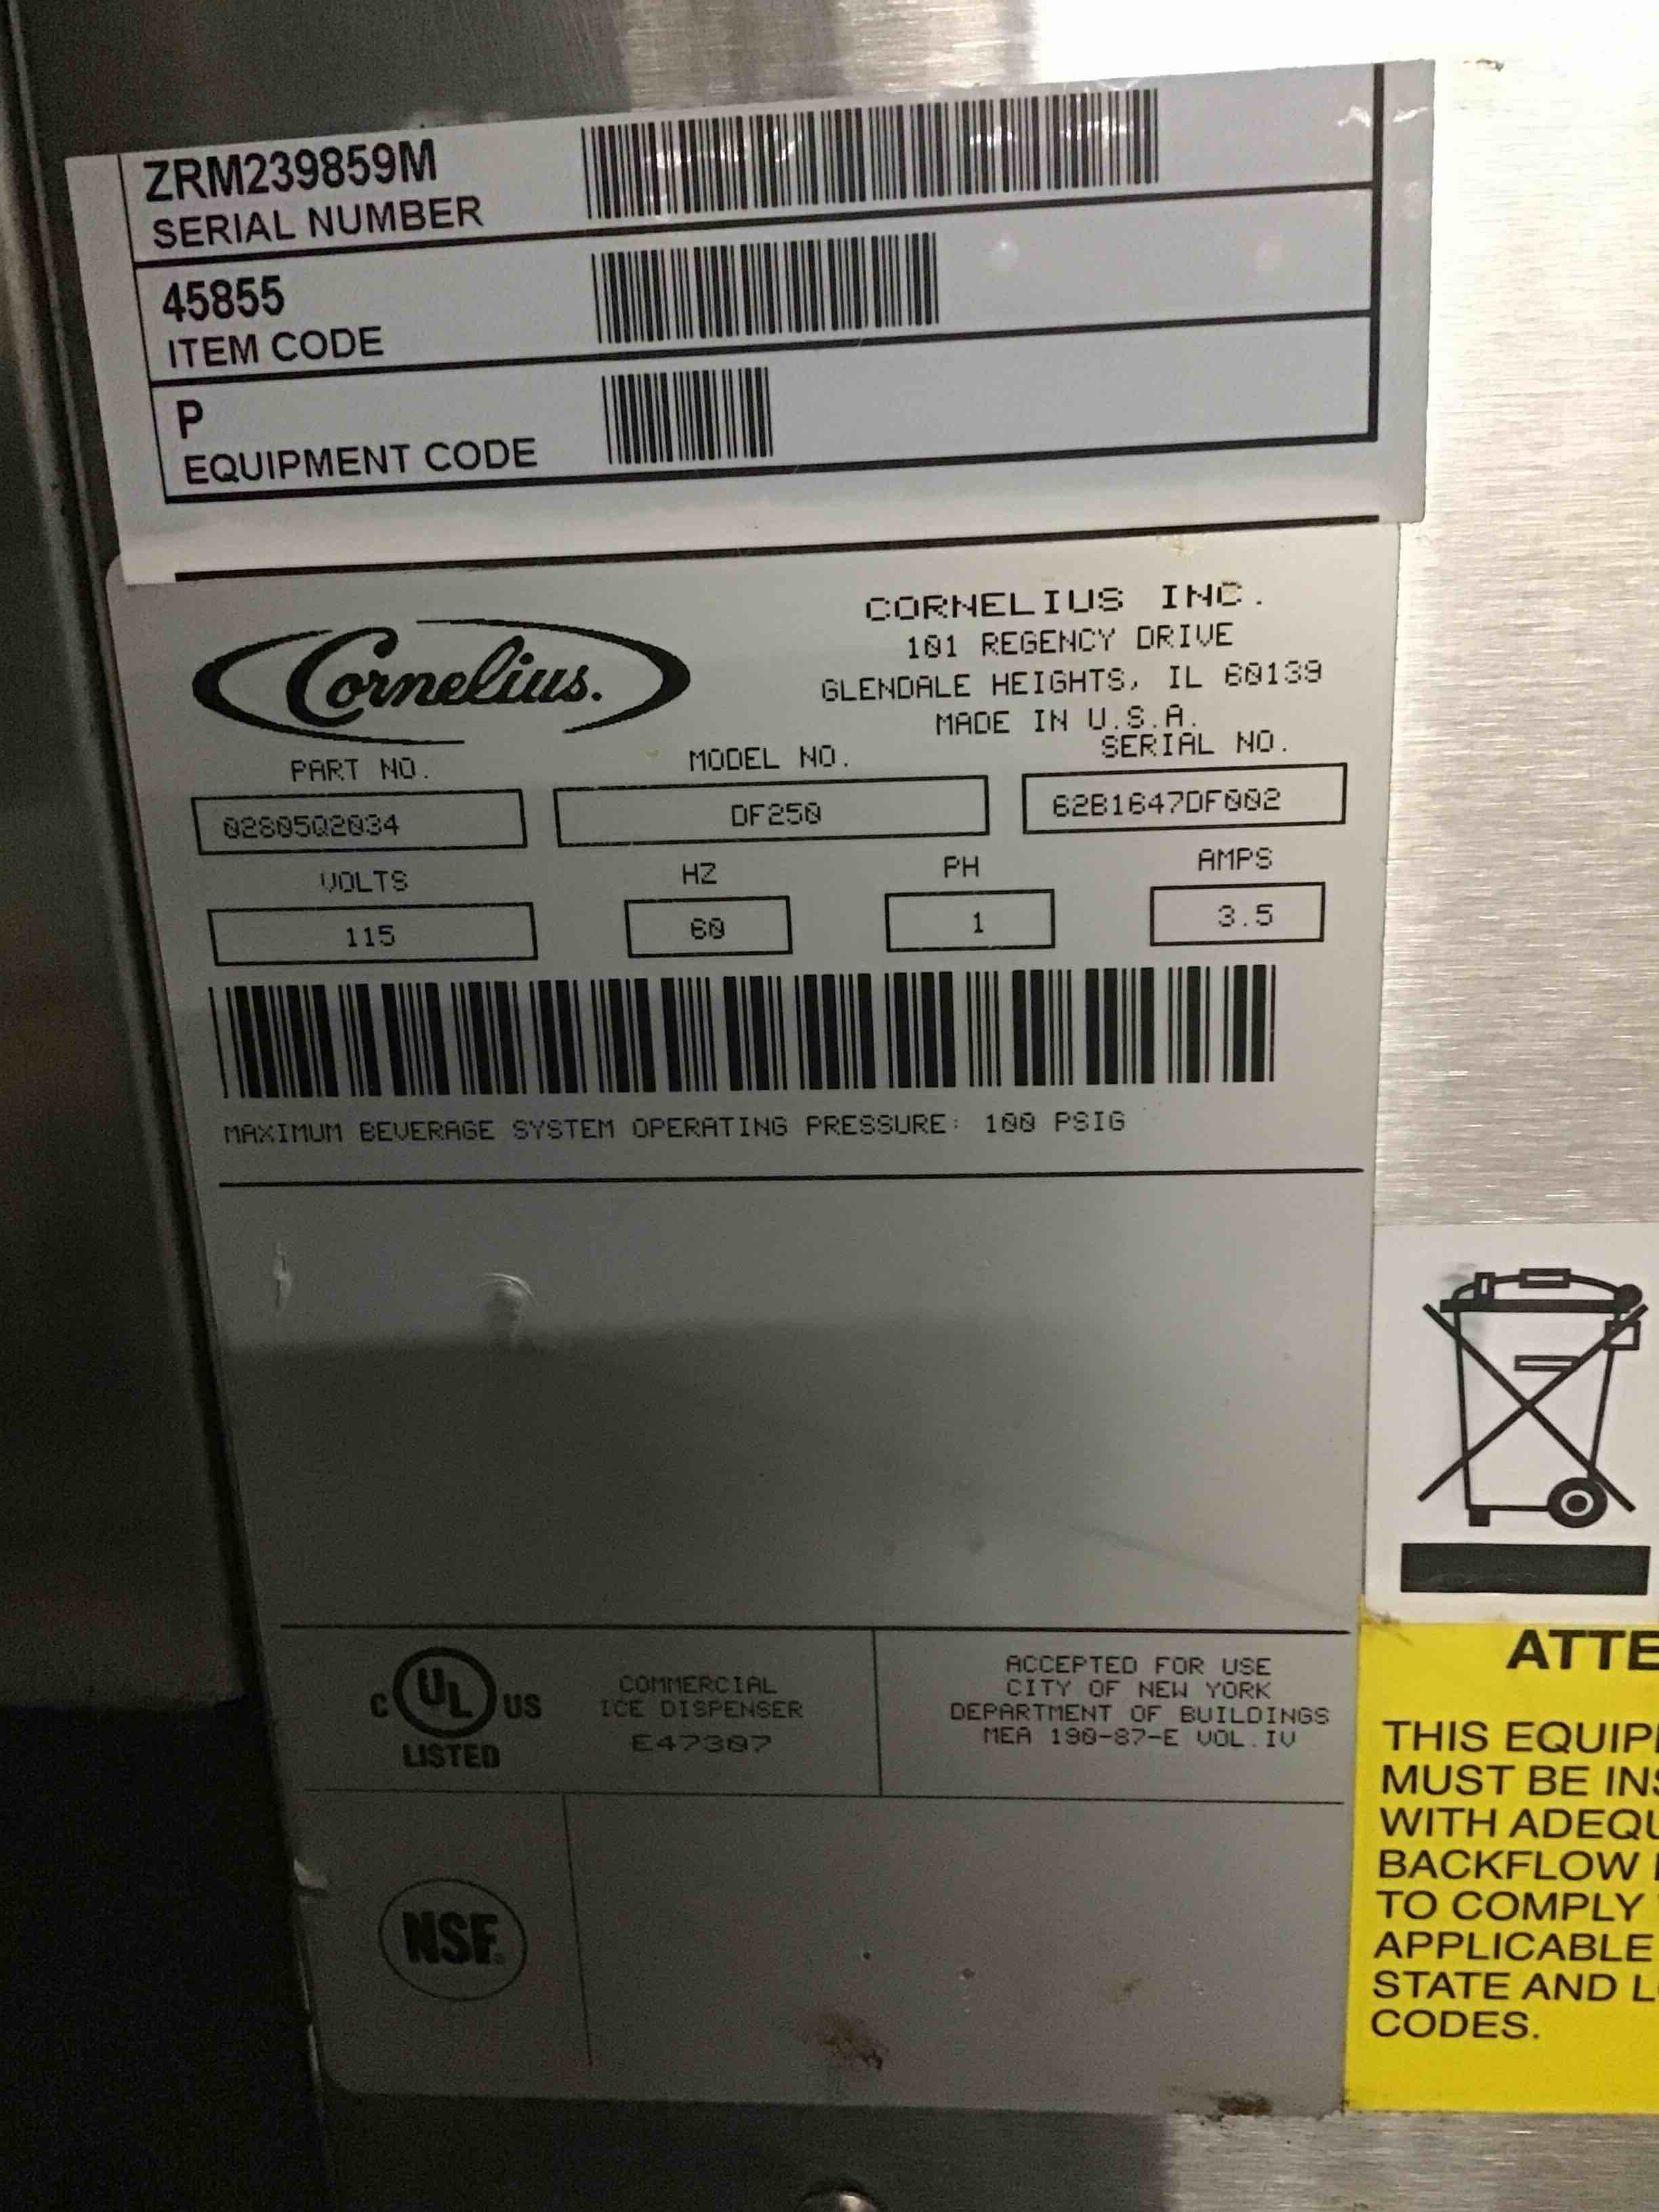 ZRM239859M
SERIAL NUMBER
45855
ITEM CODE
P
EQUIPMENT CODE
Cornelius.
CORNELIUS INC.
101 REGENCY DRIVE
GLENDALE HEIGHTS, IL 60139
MADE IN U.S.A.
PART NO. MODEL NO. SERIAL NO.
02S05Q2034 DF250 62B1647DF002
VOLTS HZ PH AMPS
115 60 1 3.5
MAXIMUM BEVERAGE SYSTEM OPERATING PRESSURE: 100 PSIG
C UL US
LISTED
COMMERCIAL
ICE DISPENSER
E47307
ACCEPTED FOR USE
CITY OF NEW YORK
DEPARTMENT OF BUILDINGS
MEA 190-87-E VOL.IV
NSF.
ATTE
THIS EQUIP
MUST BE INS
WITH ADEQU
BACKFLOW
TO COMPLY
APPLICABLE
STATE AND L
CODES.